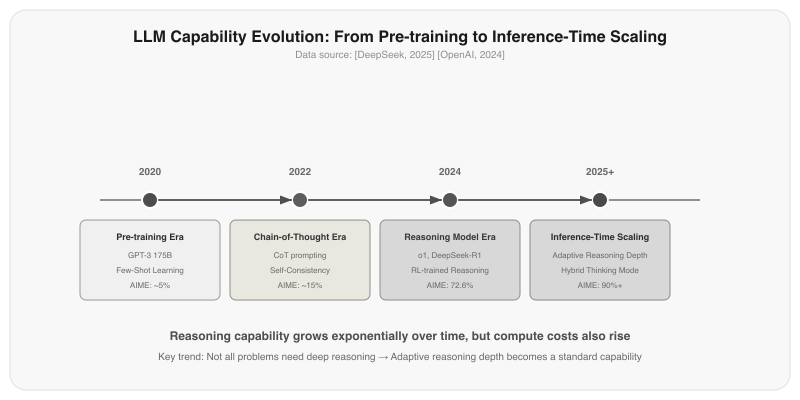 LLM Capability Evolution: From Pre-training to Inference-Time Scaling
Data source: [DeepSeek, 2025] [OpenAI, 2024]
2020
2022
2024
2025+
Pre-training Era
GPT-3 175B
Few-Shot Learning
AIME: ~5%
Chain-of-Thought Era
CoT prompting
Self-Consistency
AIME: ~15%
Reasoning Model Era
o1, DeepSeek-R1
RL-trained Reasoning
AIME: 72.6%
Inference-Time Scaling
Adaptive Reasoning Depth
Hybrid Thinking Mode
AIME: 90%+
Reasoning capability grows exponentially over time, but compute costs also rise
Key trend: Not all problems need deep reasoning → Adaptive reasoning depth becomes a standard capability